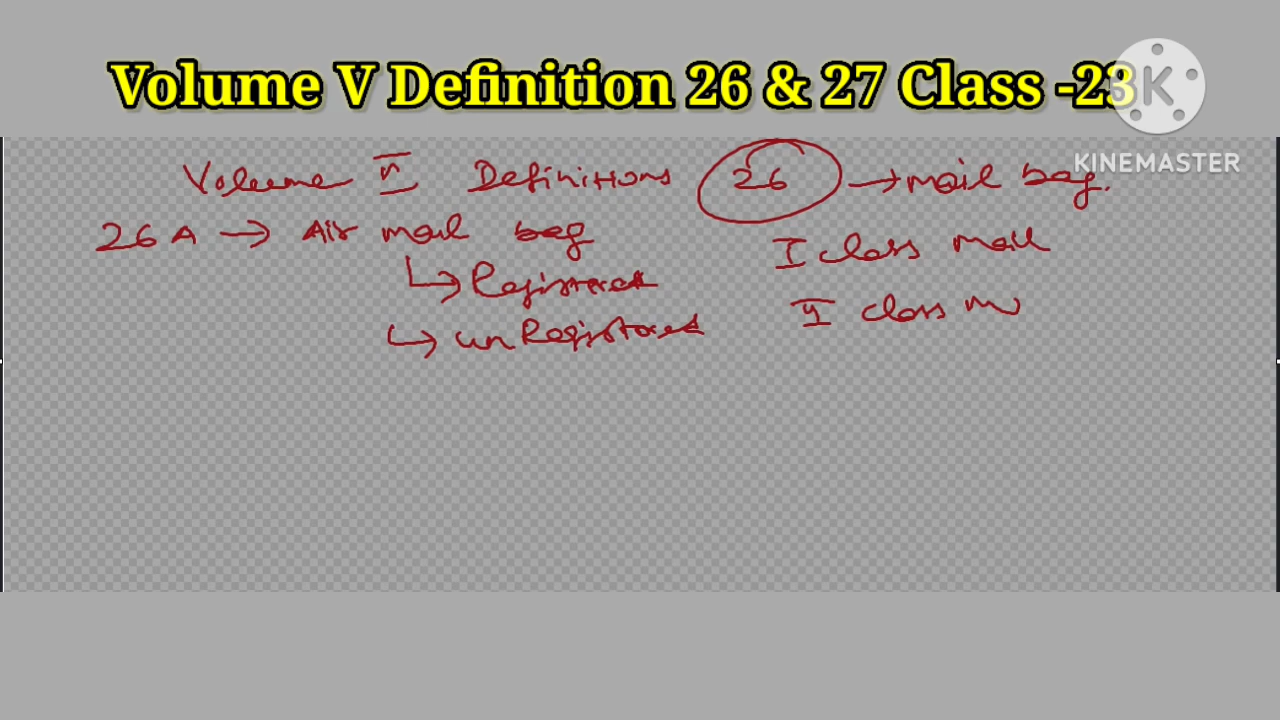 Volume V Definition 26 & 27 Class -23
KINEMASTER
Volume V Definitions 26 → mail bag.
26 A → Air mail bag
I class mail
↳ Registered
II class m
↳ un Registored